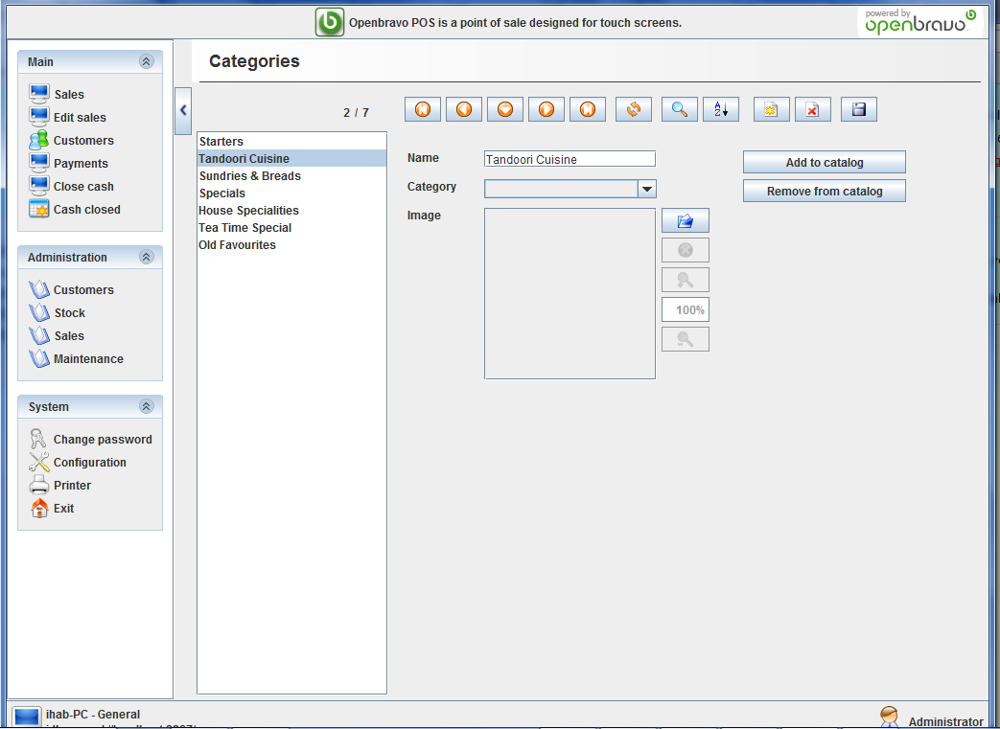 Openbravo POS is a point of sale designed for touch screens.
powered by
openbravo
Main
Sales
Edit sales
Customers
Payments
Close cash
Cash closed
Administration
Customers
Stock
Sales
Maintenance
System
Change password
Configuration
Printer
Exit
Categories
2 / 7
Starters
Tandoori Cuisine
Sundries & Breads
Specials
House Specialities
Tea Time Special
Old Favourites
Name
Tandoori Cuisine
Category
Image
100%
Add to catalog
Remove from catalog
ihab-PC - General
Administrator